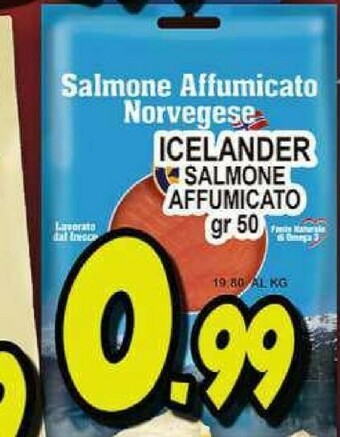 Salmone Affumicato
Norvegese
ICELANDER
SALMONE
AFFUMICATO
gr 50
Lavorato
dal fresco
Fonte Naturale
di Omega 3
19.80 AL KG
0.99